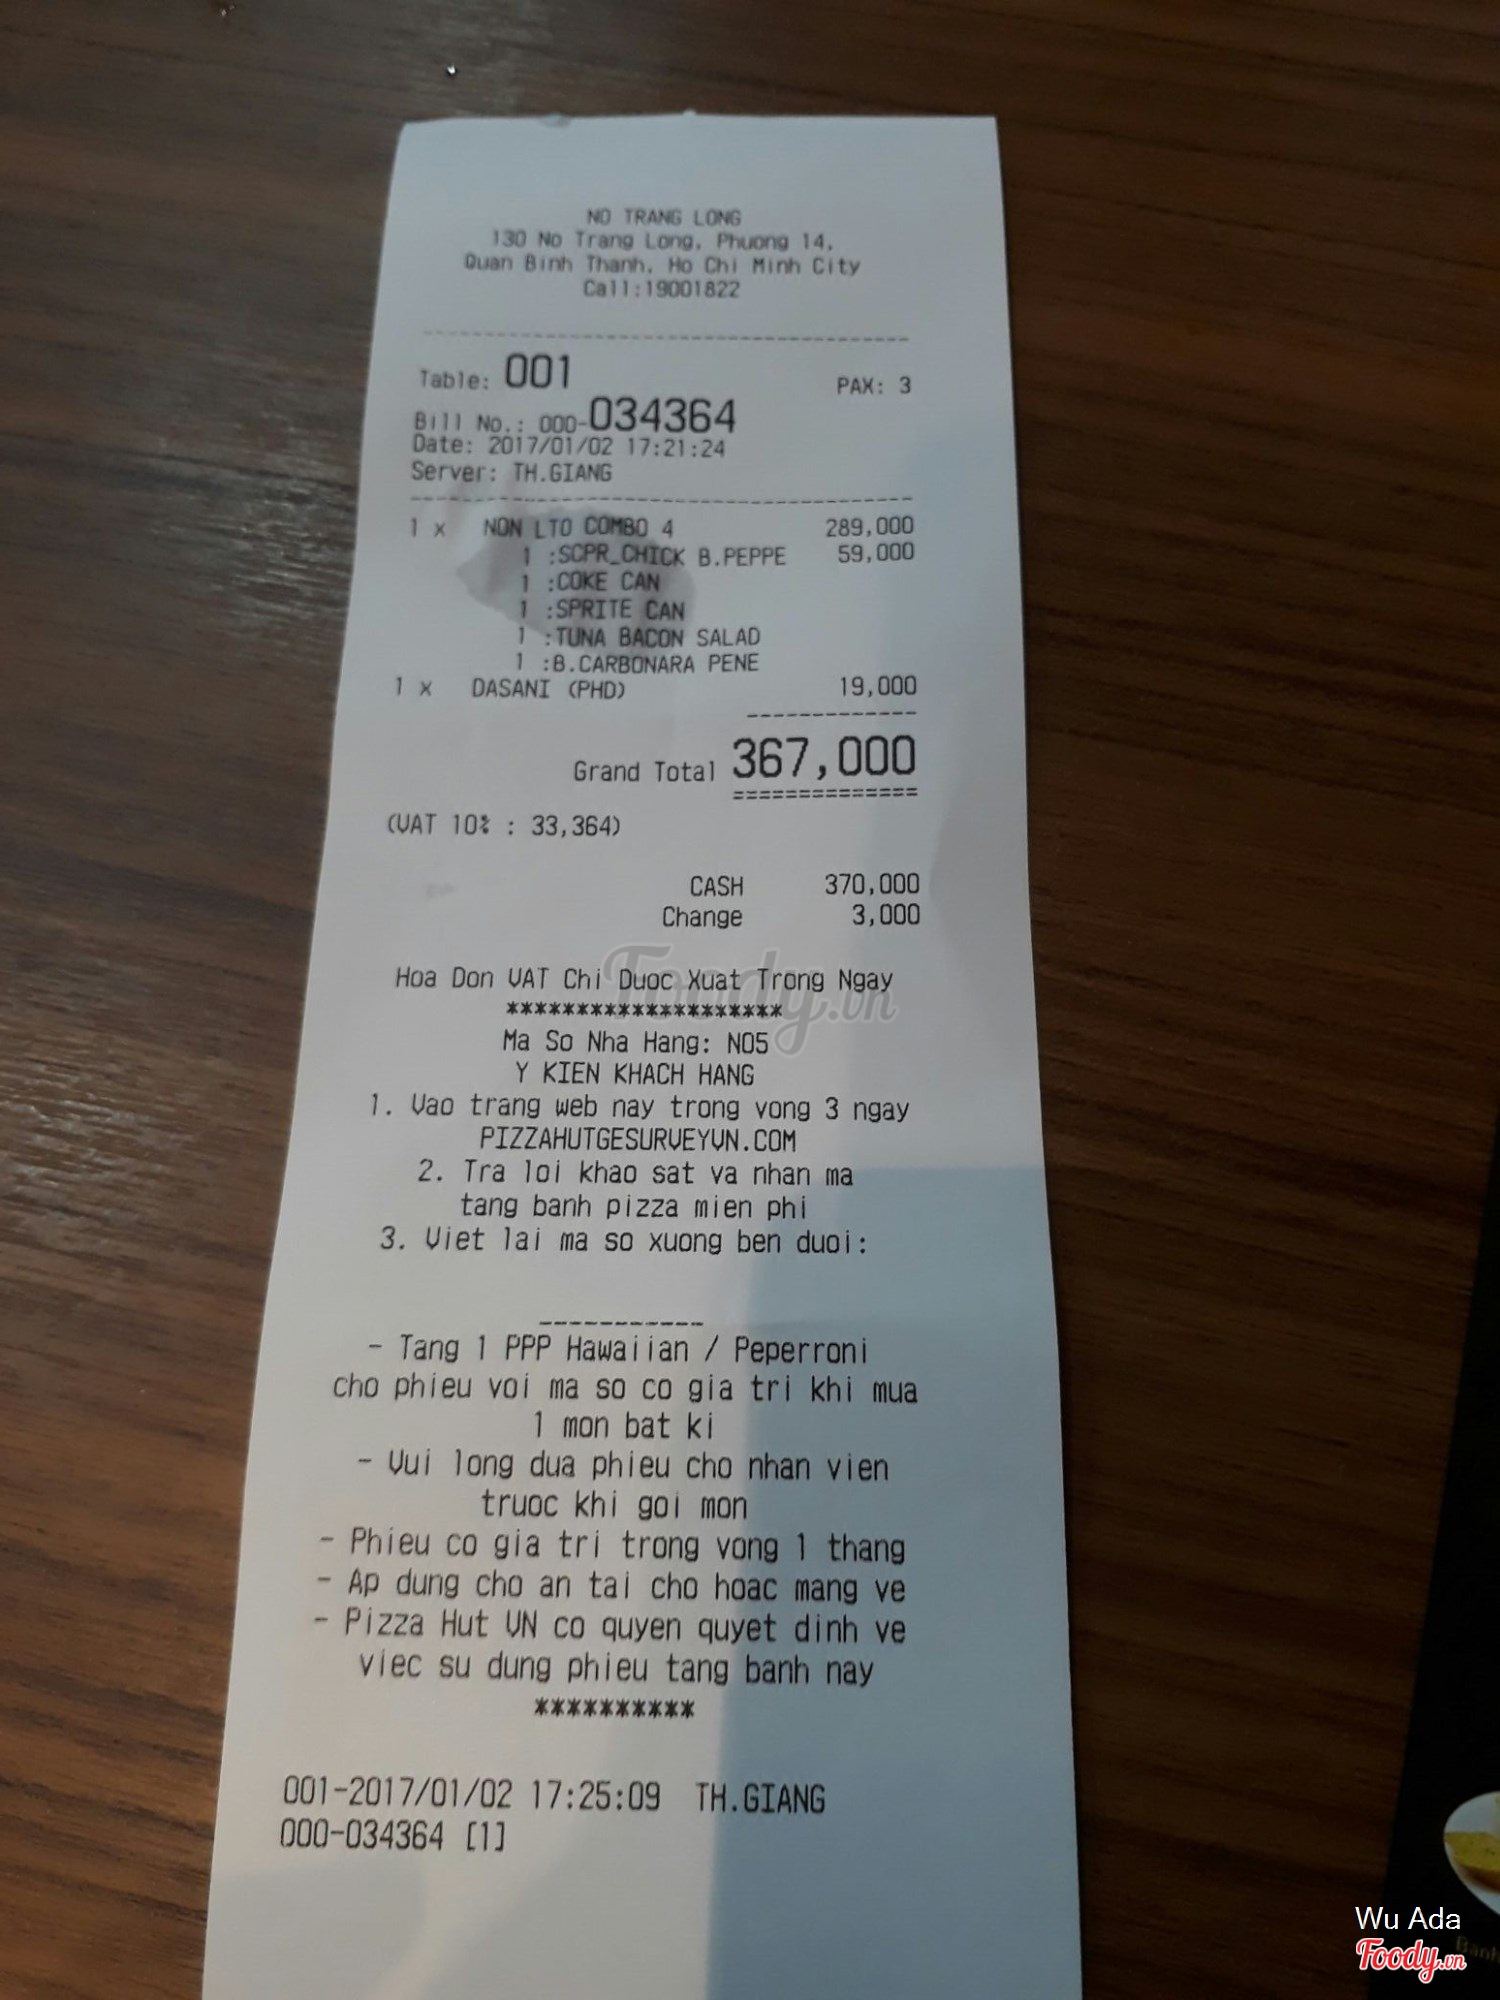 NO TRANG LONG
130 No Trang Long, Phuong 14,
Quan Binh Thanh, Ho Chi Minh City
Call:19001822
Table: 001 PAX: 3
Bill No.: 000-034364
Date: 2017/01/02 17:21:24
Server: TH.GIANG
1 x NON LTO COMBO 4 289,000
1 :SCPR_CHICK B.PEPPE 59,000
1 :COKE CAN
1 :SPRITE CAN
1 :TUNA BACON SALAD
1 :B.CARBONARA PENE
1 x DASANI (PHD) 19,000
Grand Total 367,000
==============
(VAT 10% : 33,364)
CASH 370,000
Change 3,000
Hoa Don VAT Chi Duoc Xuat Trong Ngay
Foody.vn
********************
Ma So Nha Hang: N05
Y KIEN KHACH HANG
1. Vao trang web nay trong vong 3 ngay
PIZZAHUTGESURVEYVN.COM
2. Tra loi khao sat va nhan ma
tang banh pizza mien phi
3. Viet lai ma so xuong ben duoi:
___________
- Tang 1 PPP Hawaiian / Peperroni
cho phieu voi ma so co gia tri khi mua
1 mon bat ki
- Vui long dua phieu cho nhan vien
truoc khi goi mon
- Phieu co gia tri trong vong 1 thang
- Ap dung cho an tai cho hoac mang ve
- Pizza Hut VN co quyen quyet dinh ve
viec su dung phieu tang banh nay
**********
001-2017/01/02 17:25:09 TH.GIANG
000-034364 [1]
Wu Ada
Foody.vn